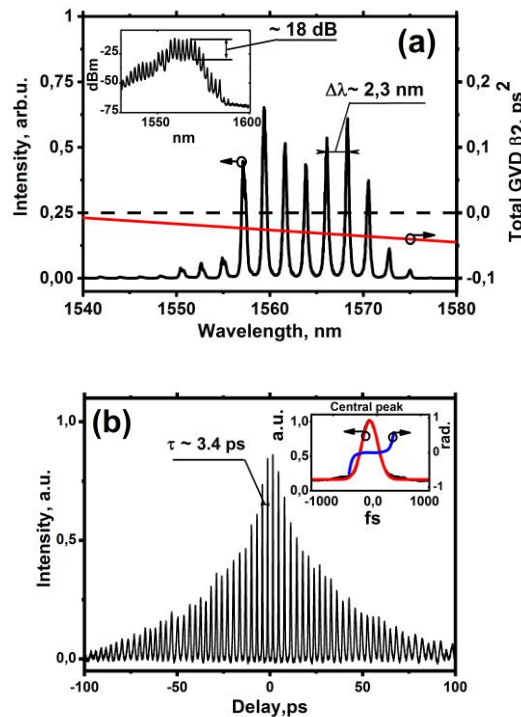 1
0,75
0,5
0,25
0,00
Intensity, arb.u.
-25
-50
-75
dBm
1550
1600
nm
~ 18 dB
(a)
Δλ~ 2,3 nm
0,2
0,1
0,0
-0,1
Total GVD β2, ps²
1540 1550 1560 1570 1580
Wavelength, nm
(b)
1,0
0,5
0,0
Intensity, a.u.
τ ~ 3.4 ps
Central peak
a.u.
1,0
0,5
0,0
1
0
-1
rad.
-1000 0,0 1000
fs
-100 -50 0 50 100
Delay,ps